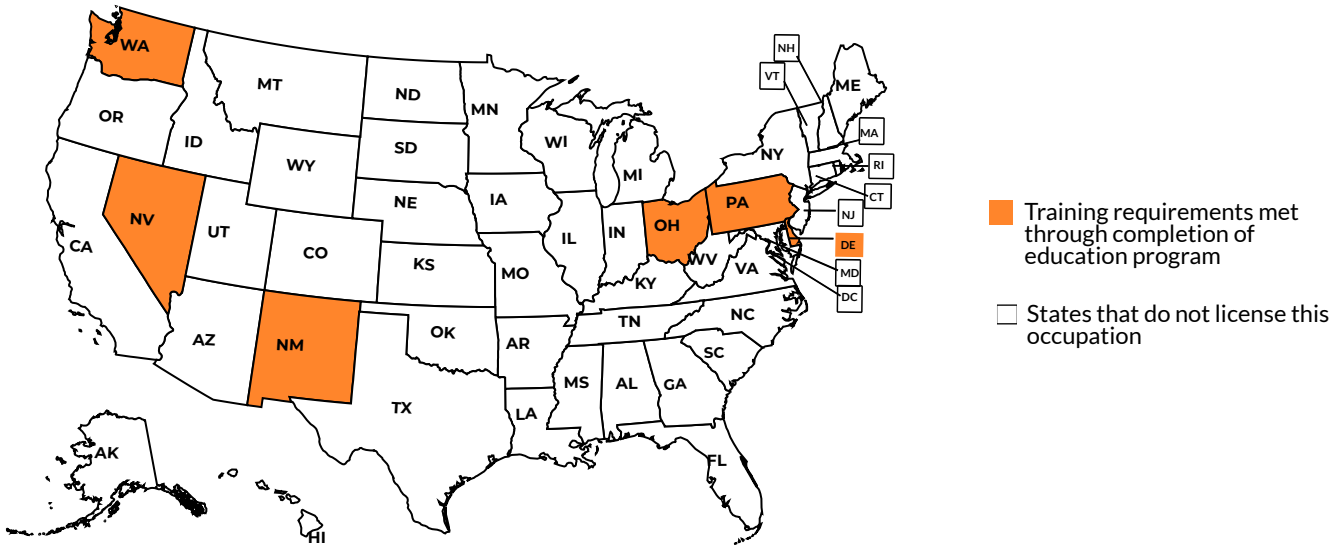 WA
MT
ND
MN
OR
ID
WY
SD
WI
MI
NY
ME
NH
VT
MA
RI
CT
NJ
DE
MD
DC
NV
UT
CO
NE
IA
IL
IN
OH
PA
WV
VA
KY
CA
AZ
NM
KS
MO
OK
AR
TN
NC
SC
TX
LA
MS
AL
GA
FL
AK
HI
Training requirements met
through completion of
education program
States that do not license this
occupation